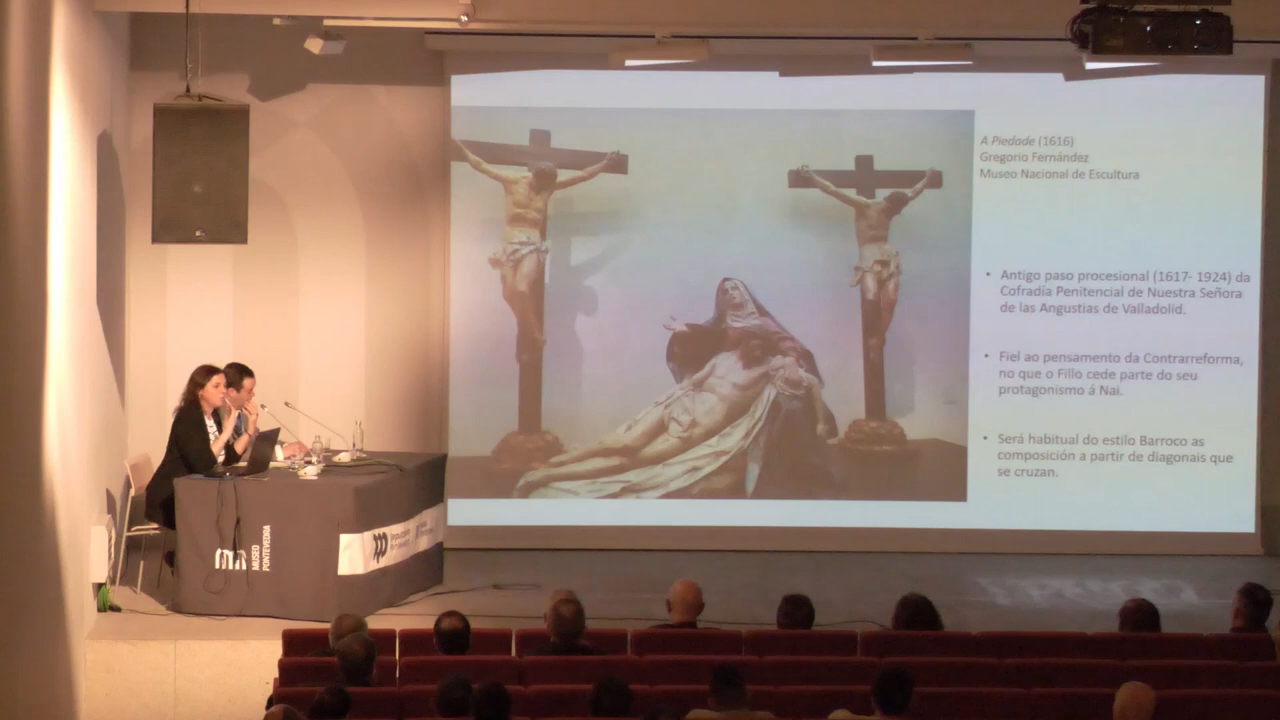 A Piedade (1616)
Gregorio Fernández
Museo Nacional de Escultura
• Antigo paso procesional (1617- 1924) da
Cofradía Penitencial de Nuestra Señora
de las Angustias de Valladolid.
• Fiel ao pensamento da Contrarreforma,
no que o Fillo cede parte do seu
protagonismo á Nai.
• Será habitual do estilo Barroco as
composición a partir de diagonais que
se cruzan.
MUSEO
PONTEVEDRA